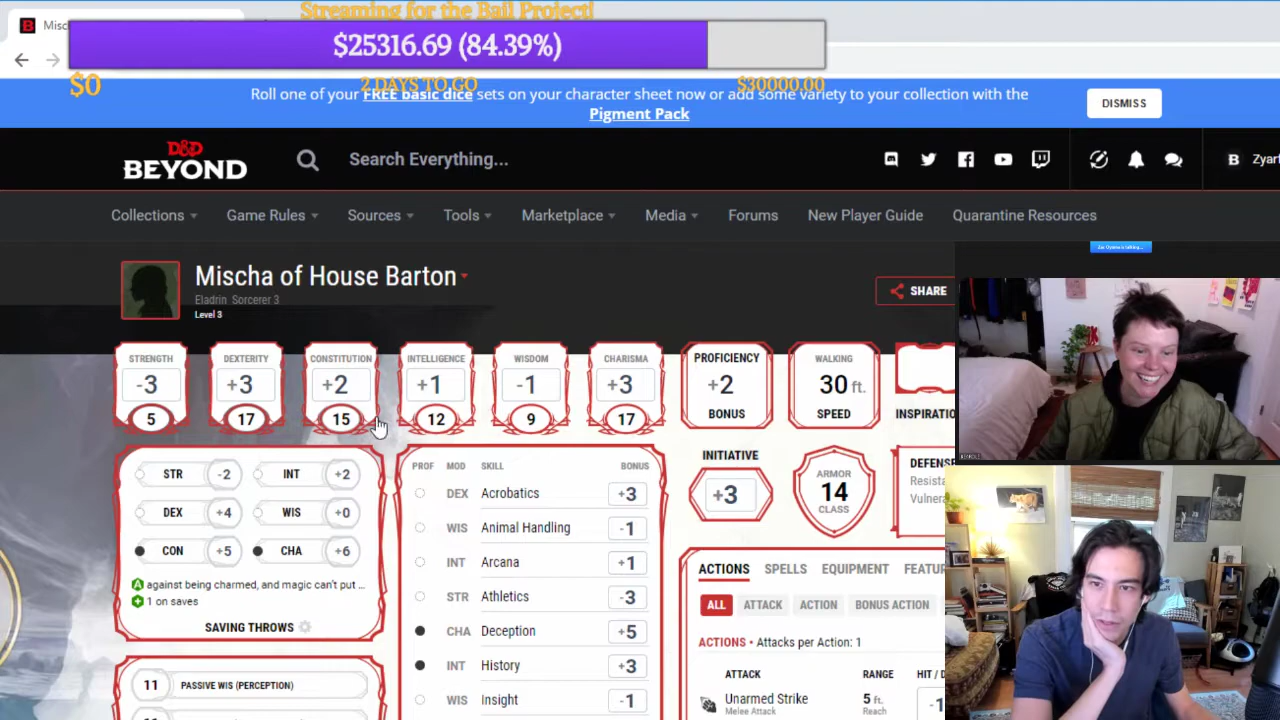 Streaming for the Bail Project!
Misc
$25316.69 (84.39%)
$0
2 DAYS TO GO
$30000.00
Roll one of your FREE basic dice sets on your character sheet now or add some variety to your collection with the
Pigment Pack
DISMISS
D&D
BEYOND
Search Everything...
Zyar
Collections
Game Rules
Sources
Tools
Marketplace
Media
Forums
New Player Guide
Quarantine Resources
Mischa of House Barton
Eladrin Sorcerer 3
Level 3
SHARE
STRENGTH
-3
5
DEXTERITY
+3
17
CONSTITUTION
+2
15
INTELLIGENCE
+1
12
WISDOM
-1
9
CHARISMA
+3
17
PROFICIENCY
+2
BONUS
WALKING
30 ft.
SPEED
INSPIRATIO
STR -2
INT +2
DEX +4
WIS +0
CON +5
CHA +6
against being charmed, and magic can't put ...
1 on saves
SAVING THROWS
11 PASSIVE WIS (PERCEPTION)
PROF MOD SKILL BONUS
DEX Acrobatics +3
WIS Animal Handling -1
INT Arcana +1
STR Athletics -3
CHA Deception +5
INT History +3
WIS Insight -1
INITIATIVE
+3
ARMOR
14
CLASS
DEFENSE
Resista
Vulnera
ACTIONS
SPELLS
EQUIPMENT
FEATUR
ALL
ATTACK
ACTION
BONUS ACTION
ACTIONS • Attacks per Action: 1
ATTACK RANGE HIT / D
Unarmed Strike 5 ft. -1
Melee Attack Reach